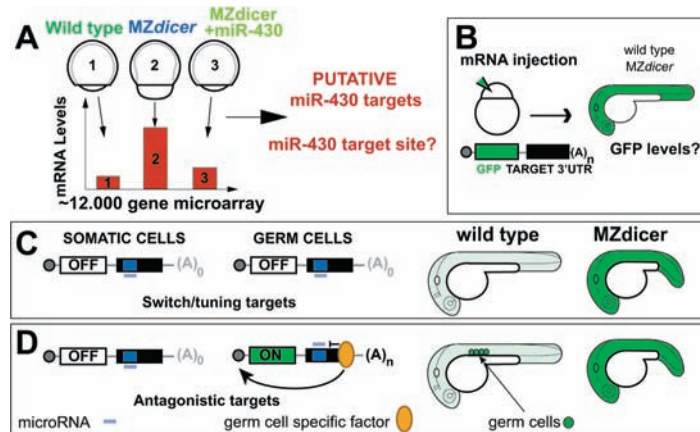 A
Wild type
MZdicer
MZdicer
+miR-430
1
2
3
mRNA Levels
1
2
3
~12.000 gene microarray
PUTATIVE
miR-430 targets
miR-430 target site?
B
mRNA injection
wild type
MZdicer
(A)n
GFP TARGET 3'UTR
GFP levels?
C
SOMATIC CELLS
GERM CELLS
wild type
MZdicer
OFF
(A)0
OFF
(A)0
Switch/tuning targets
D
OFF
(A)0
ON
(A)n
Antagonistic targets
microRNA
germ cell specific factor
germ cells